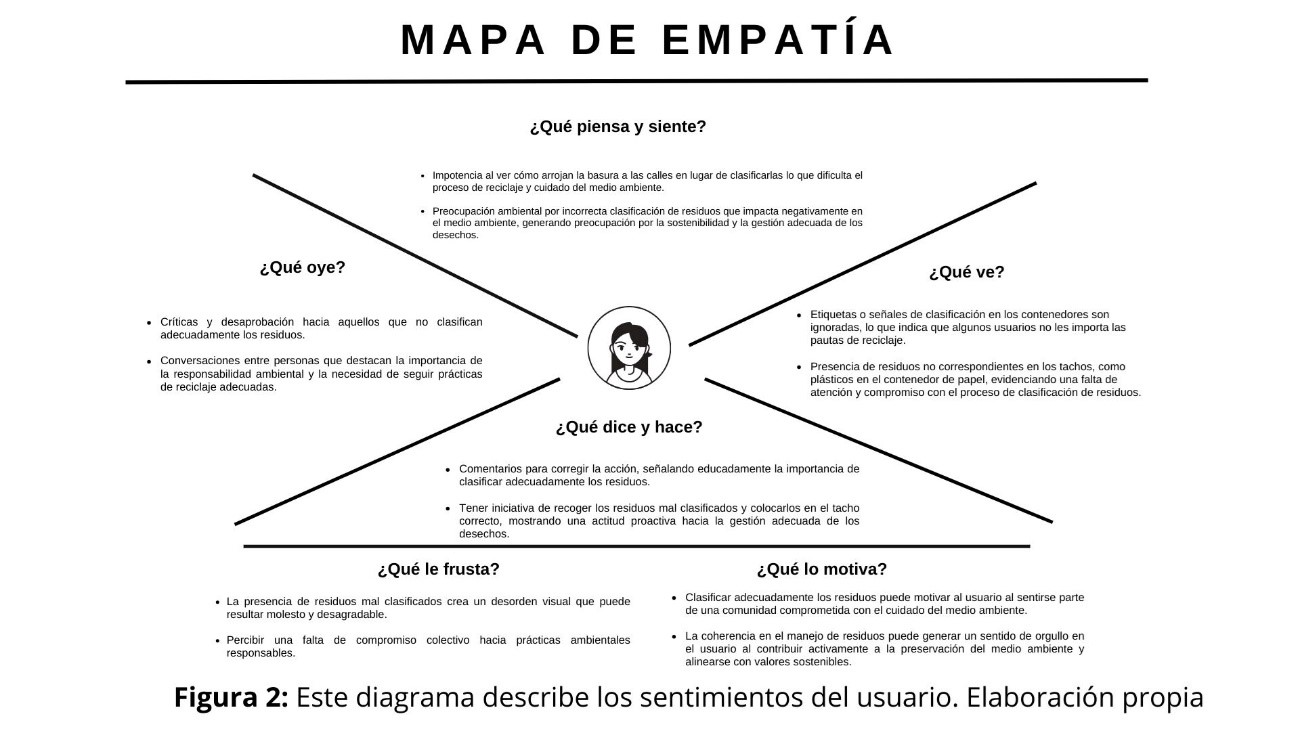 MAPA DE EMPATÍA
¿Qué piensa y siente?
• Impotencia al ver cómo arrojan la basura a las calles en lugar de clasificarlas lo que dificulta el
proceso de reciclaje y cuidado del medio ambiente.
• Preocupación ambiental por incorrecta clasificación de residuos que impacta negativamente en
el medio ambiente, generando preocupación por la sostenibilidad y la gestión adecuada de los
desechos.
¿Qué oye?
• Críticas y desaprobación hacia aquellos que no clasifican
adecuadamente los residuos.
• Conversaciones entre personas que destacan la importancia de
la responsabilidad ambiental y la necesidad de seguir prácticas
de reciclaje adecuadas.
¿Qué ve?
• Etiquetas o señales de clasificación en los contenedores son
ignoradas, lo que indica que algunos usuarios no les importa las
pautas de reciclaje.
• Presencia de residuos no correspondientes en los tachos, como
plásticos en el contenedor de papel, evidenciando una falta de
atención y compromiso con el proceso de clasificación de residuos.
¿Qué dice y hace?
• Comentarios para corregir la acción, señalando educadamente la importancia de
clasificar adecuadamente los residuos.
• Tener iniciativa de recoger los residuos mal clasificados y colocarlos en el tacho
correcto, mostrando una actitud proactiva hacia la gestión adecuada de los
desechos.
¿Qué le frusta?
• La presencia de residuos mal clasificados crea un desorden visual que puede
resultar molesto y desagradable.
• Percibir una falta de compromiso colectivo hacia prácticas ambientales
responsables.
¿Qué lo motiva?
• Clasificar adecuadamente los residuos puede motivar al usuario al sentirse parte
de una comunidad comprometida con el cuidado del medio ambiente.
• La coherencia en el manejo de residuos puede generar un sentido de orgullo en
el usuario al contribuir activamente a la preservación del medio ambiente y
alinearse con valores sostenibles.
Figura 2: Este diagrama describe los sentimientos del usuario. Elaboración propia